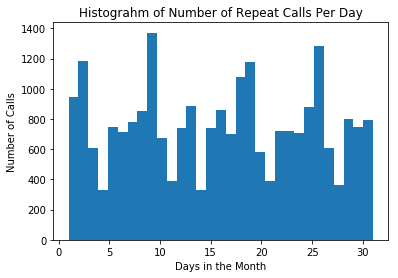 Histograhm of Number of Repeat Calls Per Day
1400
1200
1000
800
600
400
200
0
Number of Calls
0 5 10 15 20 25 30
Days in the Month